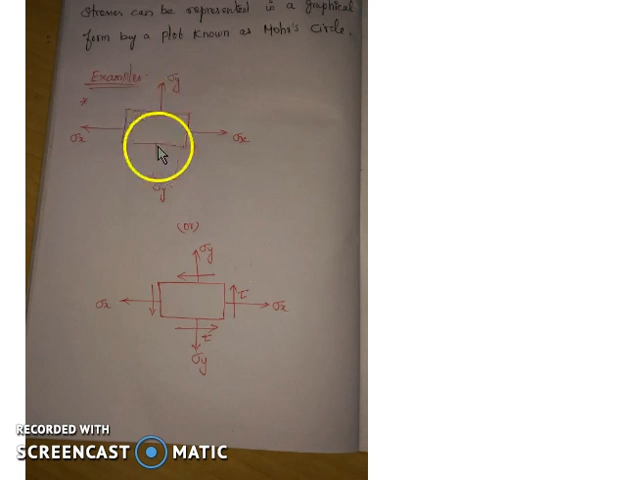 stresses can be represented in a graphical
form by a plot known as Mohr's Circle.
Examples:
*
σy
σx
σx
σy
(or)
σy
σx
τ
σx
τ
σy
RECORDED WITH
SCREENCAST MATIC